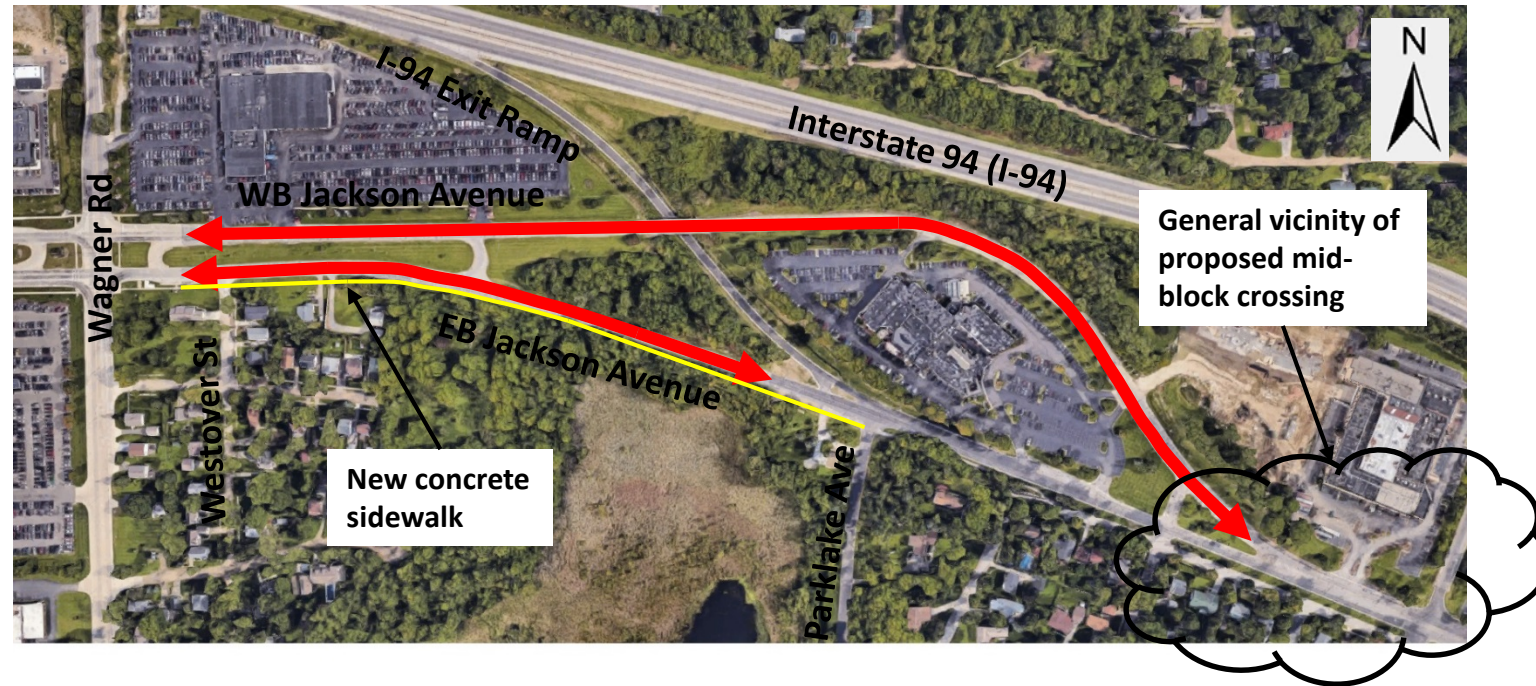 N
I-94 Exit Ramp
Interstate 94 (I-94)
WB Jackson Avenue
Wagner Rd
General vicinity of
proposed mid-
block crossing
EB Jackson Avenue
Westover St
New concrete
sidewalk
Parklake Ave